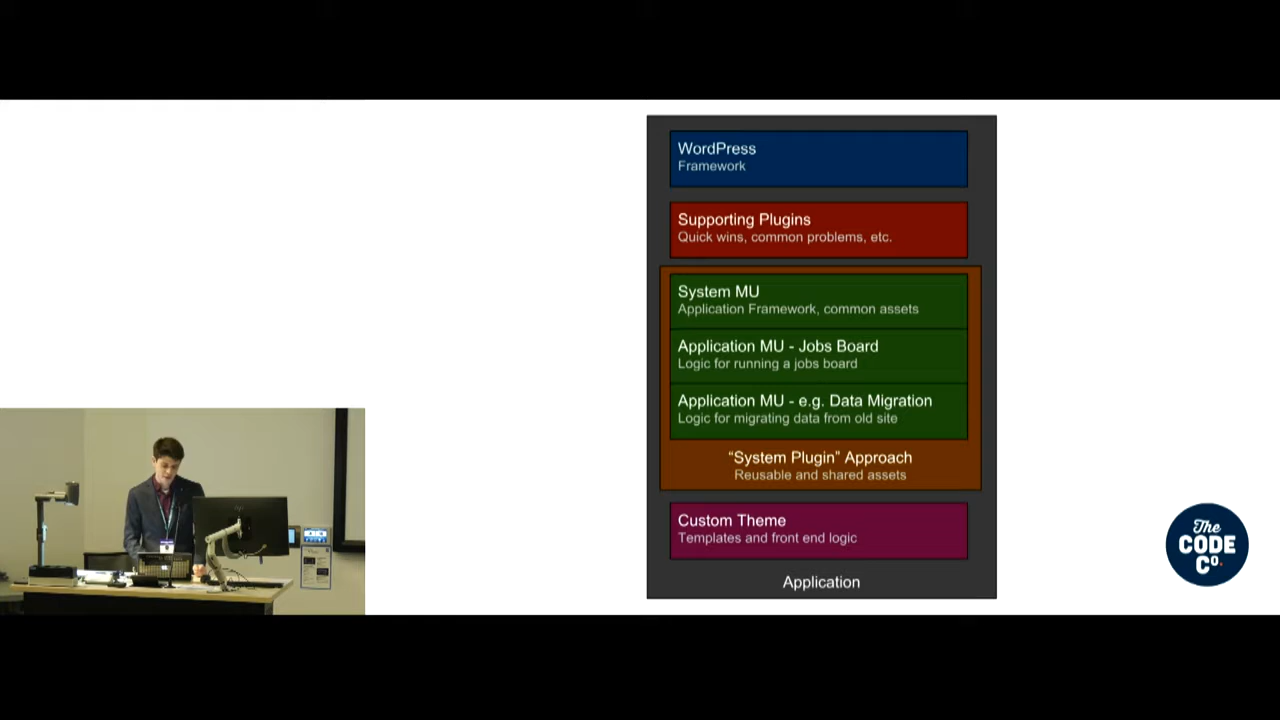 WordPress
Framework
Supporting Plugins
Quick wins, common problems, etc.
System MU
Application Framework, common assets
Application MU - Jobs Board
Logic for running a jobs board
Application MU - e.g. Data Migration
Logic for migrating data from old site
“System Plugin” Approach
Reusable and shared assets
Custom Theme
Templates and front end logic
Application
The
CODE
Co.